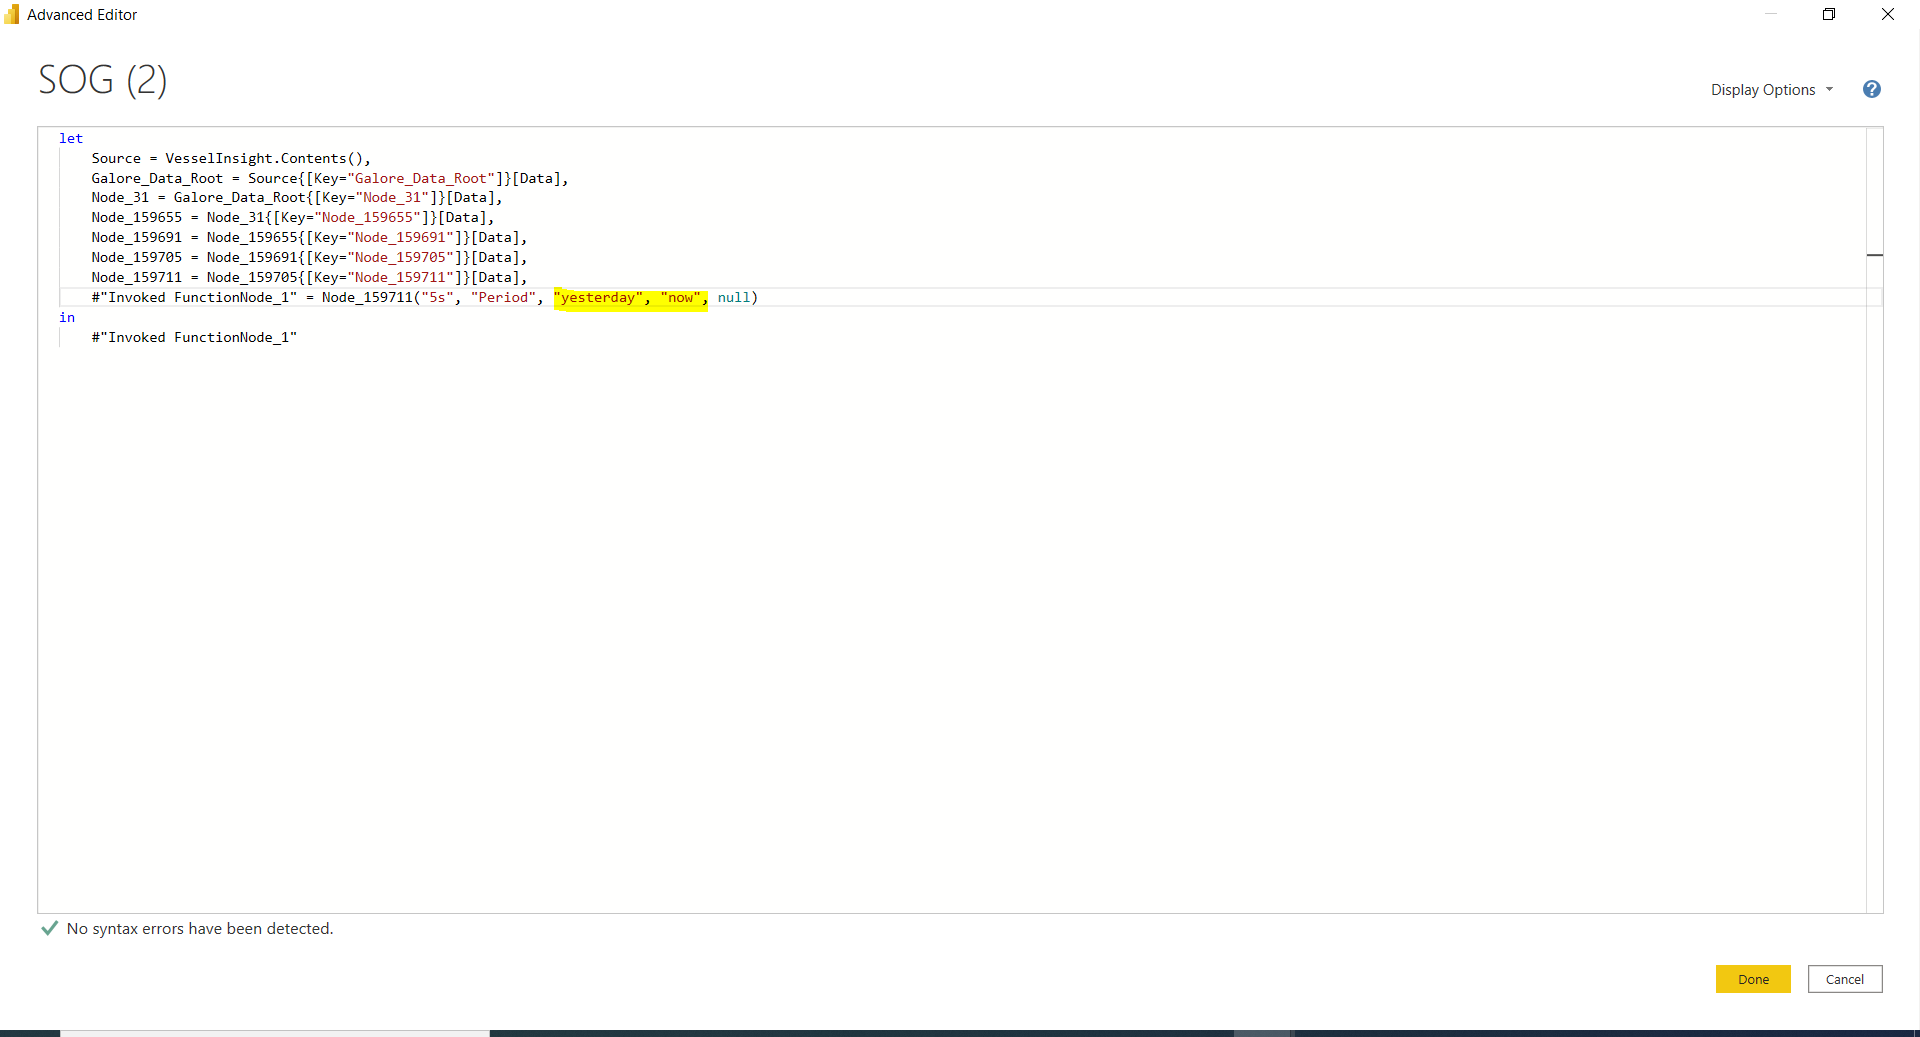 Advanced Editor
SOG (2)
Display Options
?
let
Source = VesselInsight.Contents(),
Galore_Data_Root = Source{[Key="Galore_Data_Root"]}[Data],
Node_31 = Galore_Data_Root{[Key="Node_31"]}[Data],
Node_159655 = Node_31{[Key="Node_159655"]}[Data],
Node_159691 = Node_159655{[Key="Node_159691"]}[Data],
Node_159705 = Node_159691{[Key="Node_159705"]}[Data],
Node_159711 = Node_159705{[Key="Node_159711"]}[Data],
#"Invoked FunctionNode_1" = Node_159711("5s", "Period", "yesterday", "now", null)
in
#"Invoked FunctionNode_1"
No syntax errors have been detected.
Done
Cancel